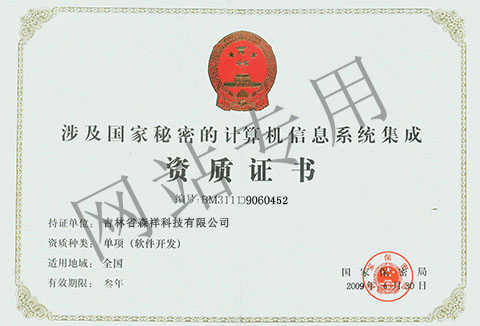 涉及国家秘密的计算机信息系统集成
资质证书
编号:BM311109060452
持证单位: 吉林省森祥科技有限公司
资质种类: 单项(软件开发)
适用地域: 全国
有效期限: 叁年
国家保密局
2009年6月30日
网站专用